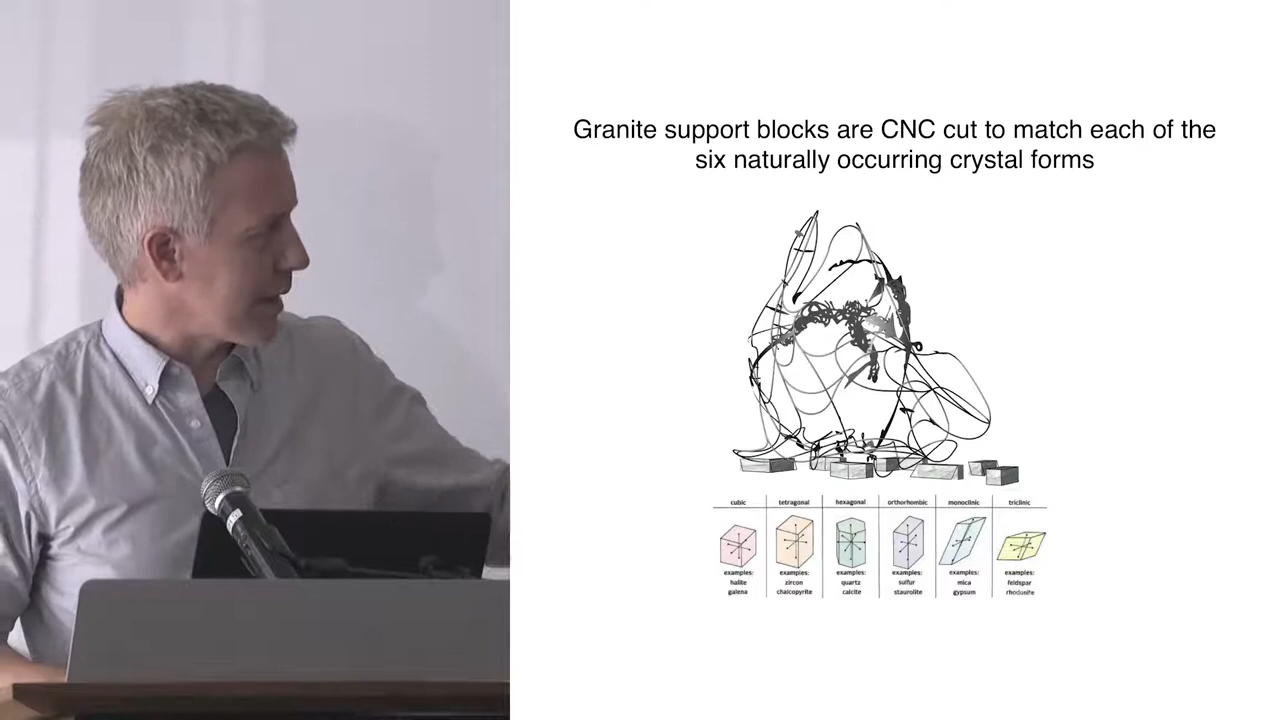 Granite support blocks are CNC cut to match each of the
six naturally occurring crystal forms
cubic tetragonal hexagonal orthorhombic monoclinic triclinic
examples: examples: examples: examples: examples: examples:
halite zircon quartz sulfur mica feldspar
galena chalcopyrite calcite staurolite gypsum rhodonite